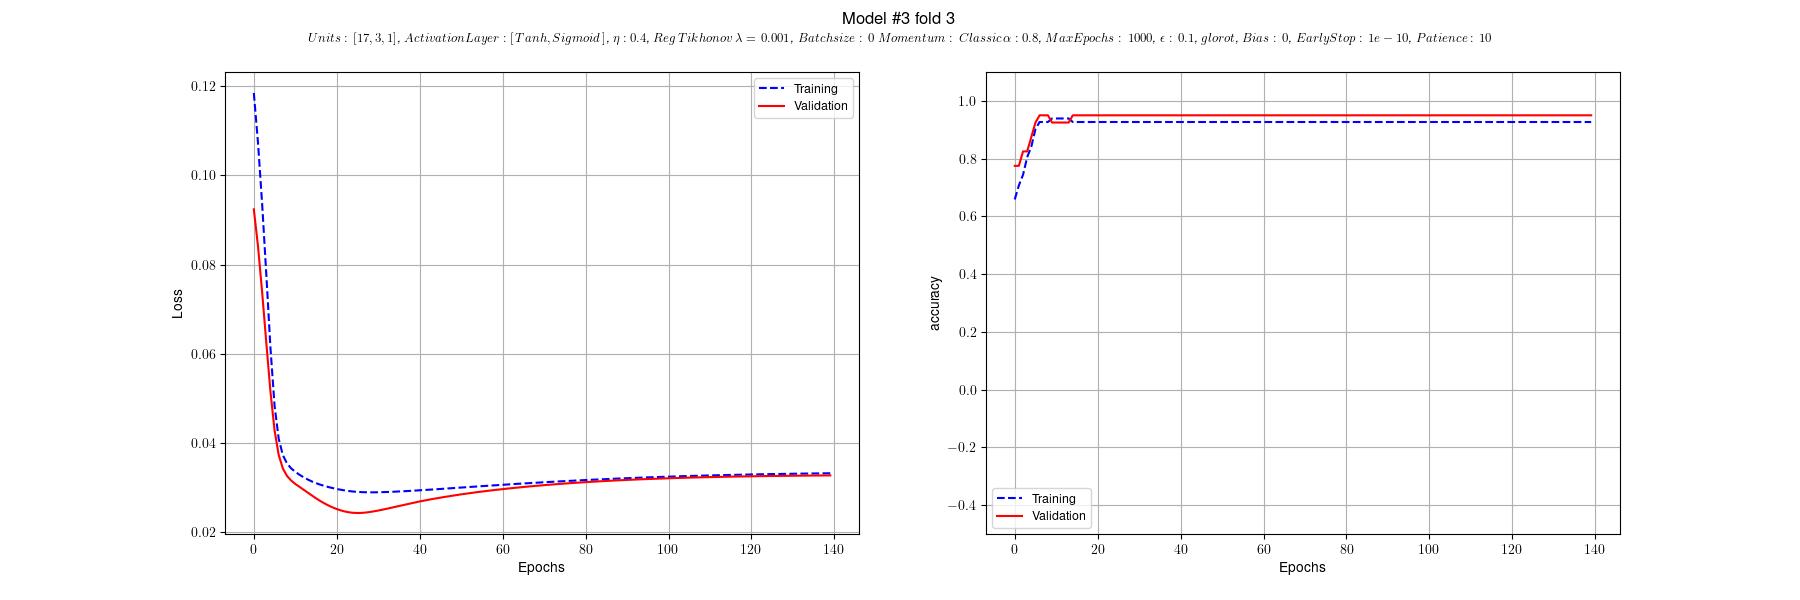 Model #3 fold 3
Units : [17, 3, 1], ActivationLayer : [Tanh, Sigmoid], η : 0.4, Reg Tikhonov λ = 0.001, Batchsize : 0 Momentum : Classicα : 0.8, MaxEpochs : 1000, ϵ : 0.1, glorot, Bias : 0, EarlyStop : 1e − 10, Patience : 10
0.12
0.10
0.08
0.06
0.04
0.02
Loss
0 20 40 60 80 100 120 140
Epochs
Training
Validation
1.0
0.8
0.6
0.4
0.2
0.0
−0.2
−0.4
accuracy
0 20 40 60 80 100 120 140
Epochs
Training
Validation